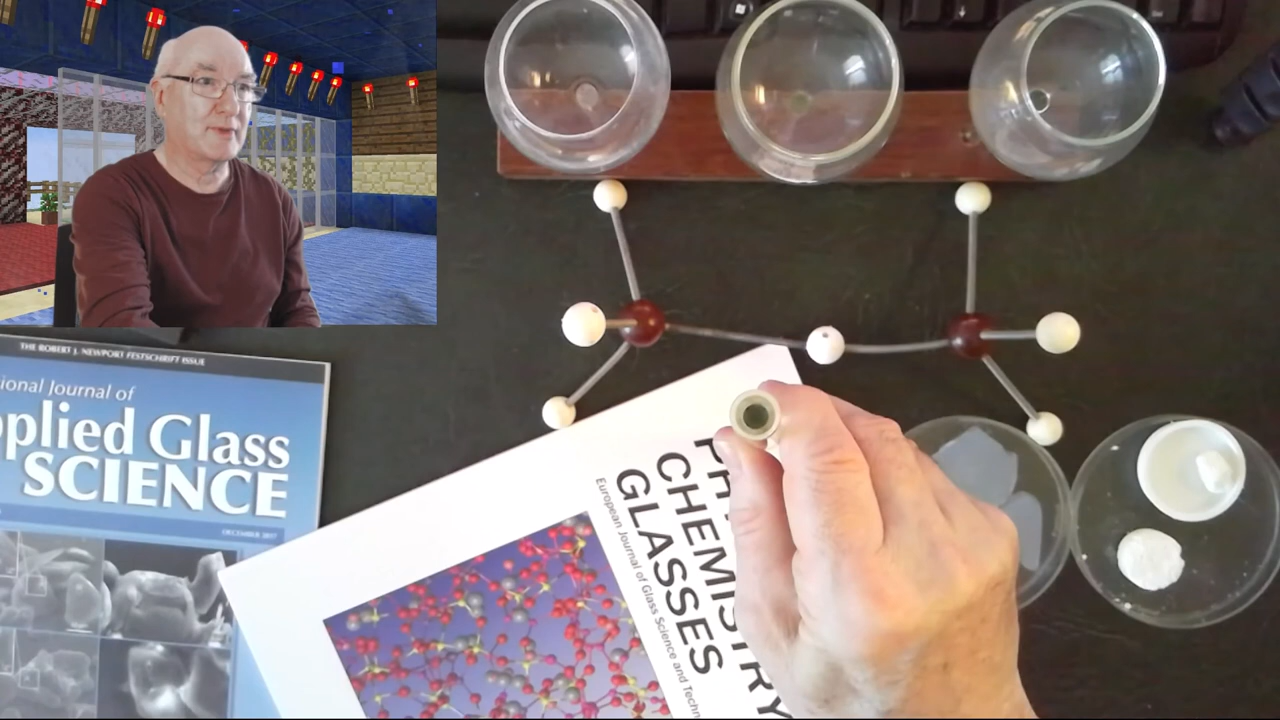 THE ROBERT J. NEWPORT FESTSCHRIFT ISSUE
ional Journal of
plied Glass
SCIENCE
DECEMBER 2017
CHEMISTRY
GLASSES
European Journal of Glass Science and Techn